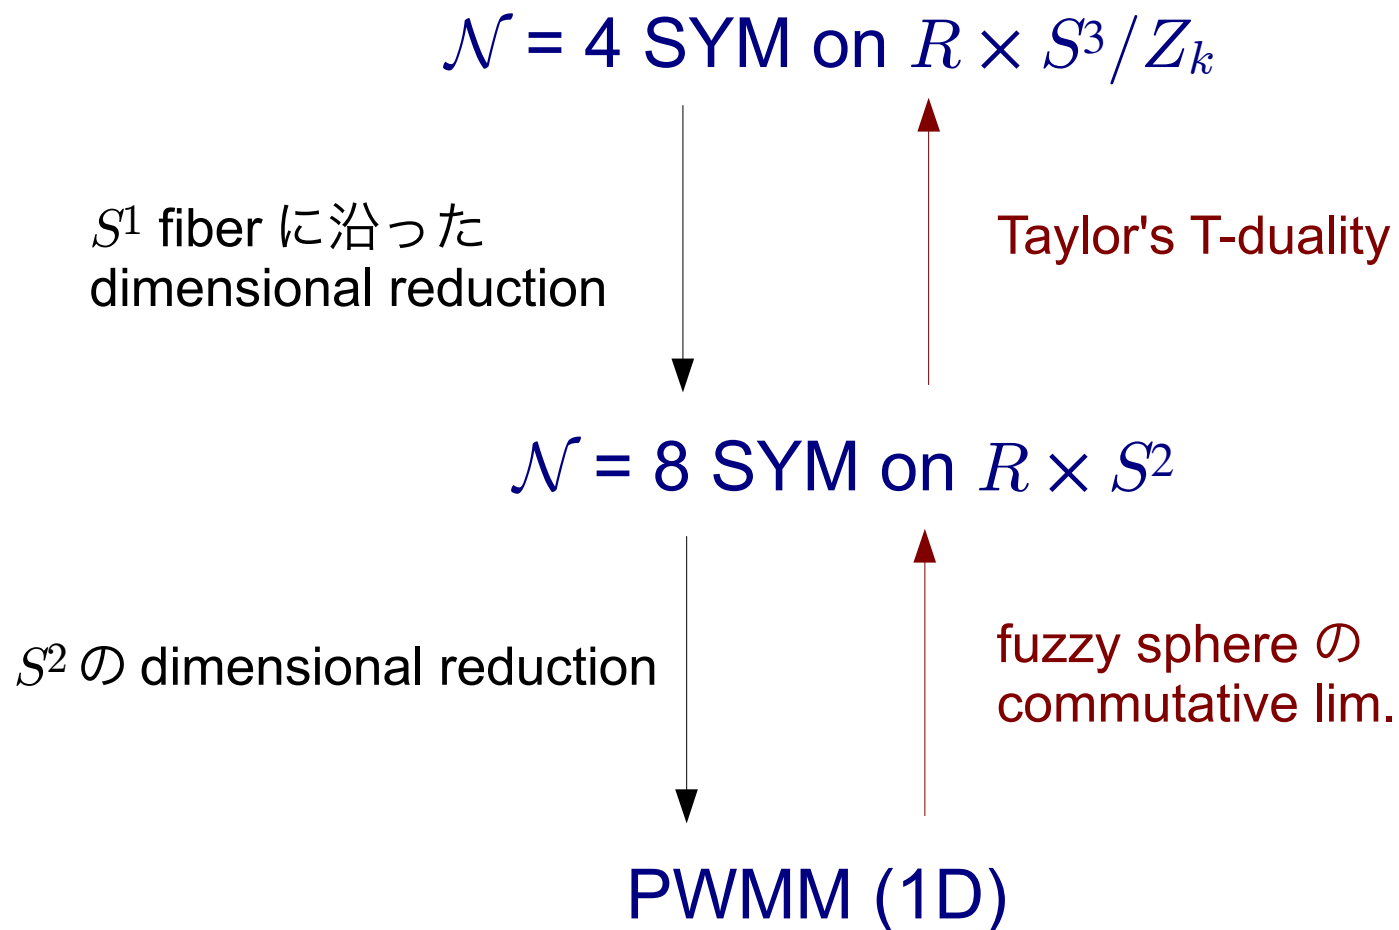 𝒩 = 4 SYM on R × S³/Zₖ
S¹ fiber に沿った
dimensional reduction
Taylor's T-duality
𝒩 = 8 SYM on R × S²
S² の dimensional reduction
fuzzy sphere の
commutative lim.
PWMM (1D)